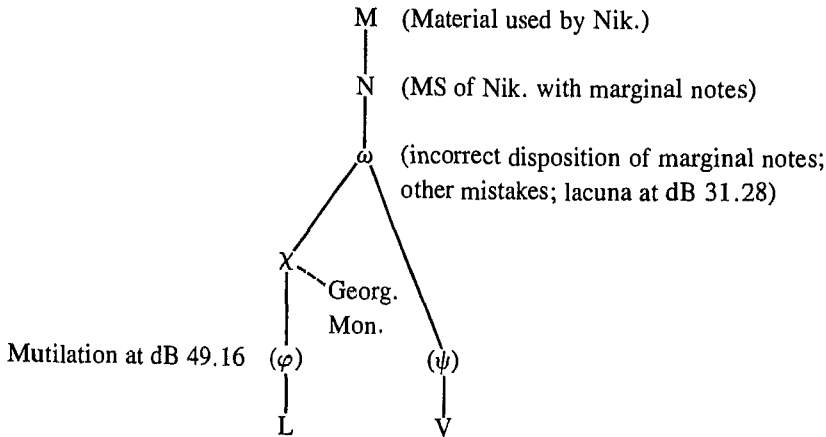 M (Material used by Nik.)
N (MS of Nik. with marginal notes)
ω (incorrect disposition of marginal notes;
other mistakes; lacuna at dB 31.28)
χ
Georg.
Mon.
Mutilation at dB 49.16 (φ) (ψ)
L V